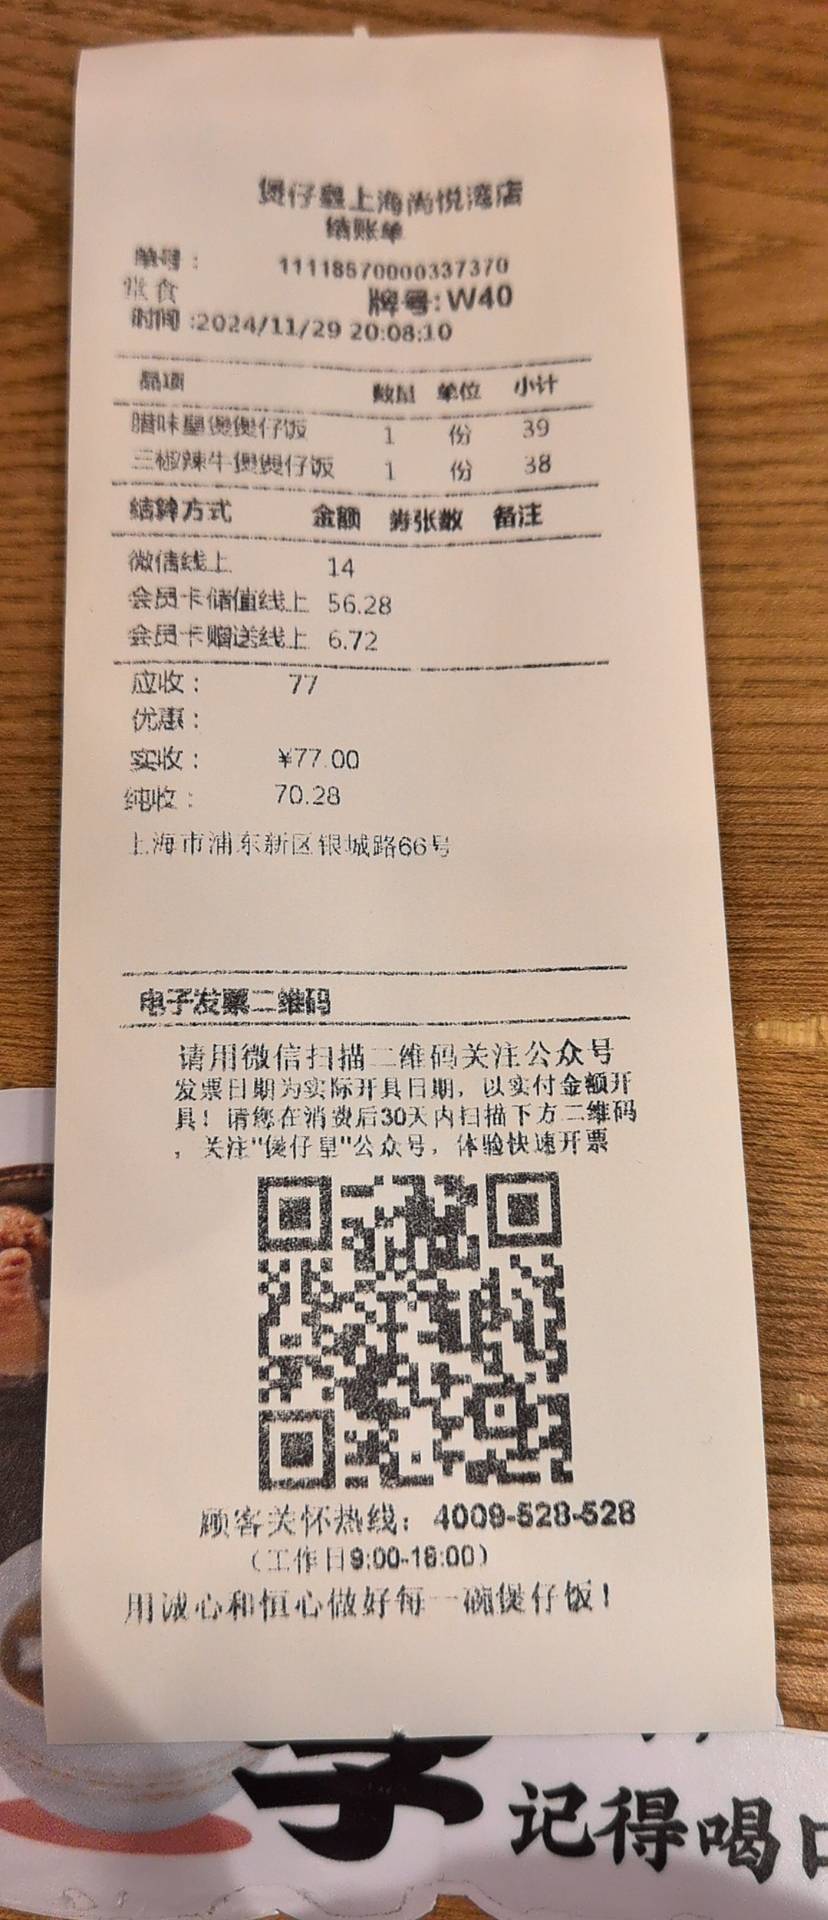 煲仔皇上海尚悦湾店
结账单
单号： 11118570000337370
堂食 牌号:W40
时间:2024/11/29 20:08:10
品项 数量 单位 小计
腊味皇煲煲仔饭 1 份 39
三椒辣牛煲煲仔饭 1 份 38
结算方式 金额 券张数 备注
微信线上 14
会员卡储值线上 56.28
会员卡赠送线上 6.72
应收： 77
优惠：
实收： ¥77.00
纯收： 70.28
上海市浦东新区银城路66号
电子发票二维码
请用微信扫描二维码关注公众号
发票日期为实际开具日期，以实付金额开
具！请您在消费后30天内扫描下方二维码
，关注"煲仔皇"公众号，体验快速开票
顾客关怀热线：4009-528-528
（工作日9:00-18:00）
用诚心和恒心做好每一碗煲仔饭！
记得喝